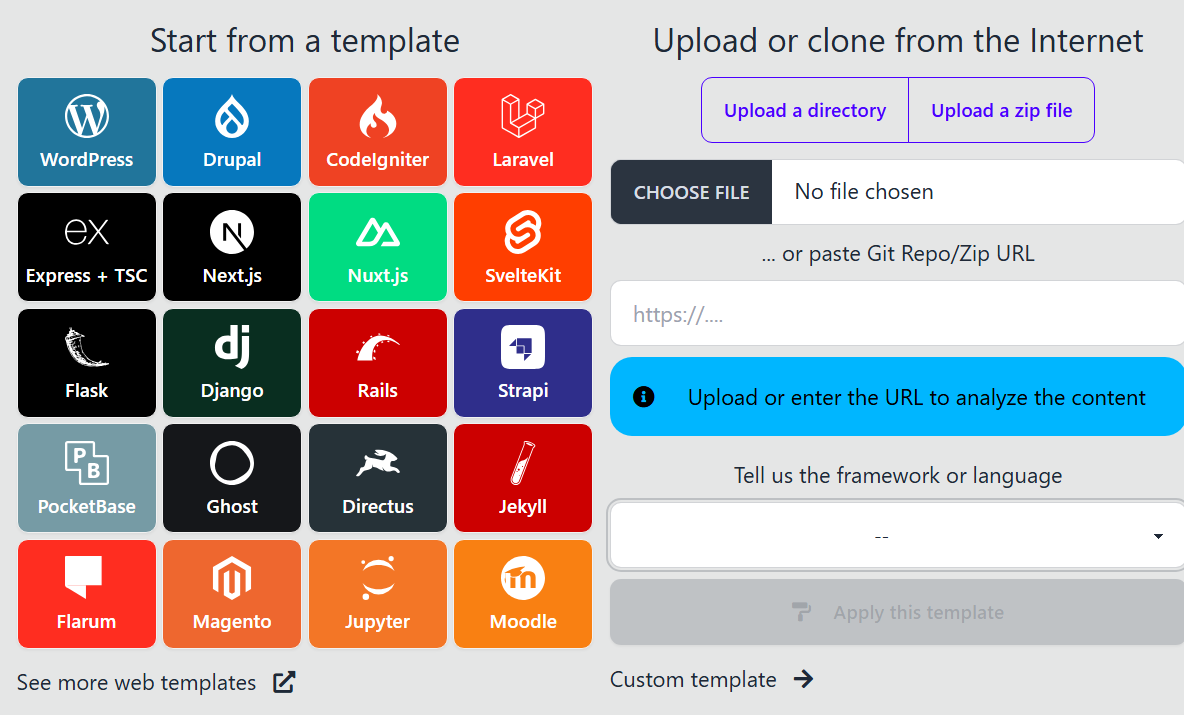 Start from a template
WordPress
Drupal
CodeIgniter
Laravel
ex
Express + TSC
N
Next.js
Nuxt.js
SvelteKit
Flask
dj
Django
Rails
Strapi
P
B
PocketBase
Ghost
Directus
Jekyll
Flarum
Magento
Jupyter
m
Moodle
See more web templates
Upload or clone from the Internet
Upload a directory
Upload a zip file
CHOOSE FILE
No file chosen
... or paste Git Repo/Zip URL
https://....
Upload or enter the URL to analyze the content
Tell us the framework or language
--
Apply this template
Custom template